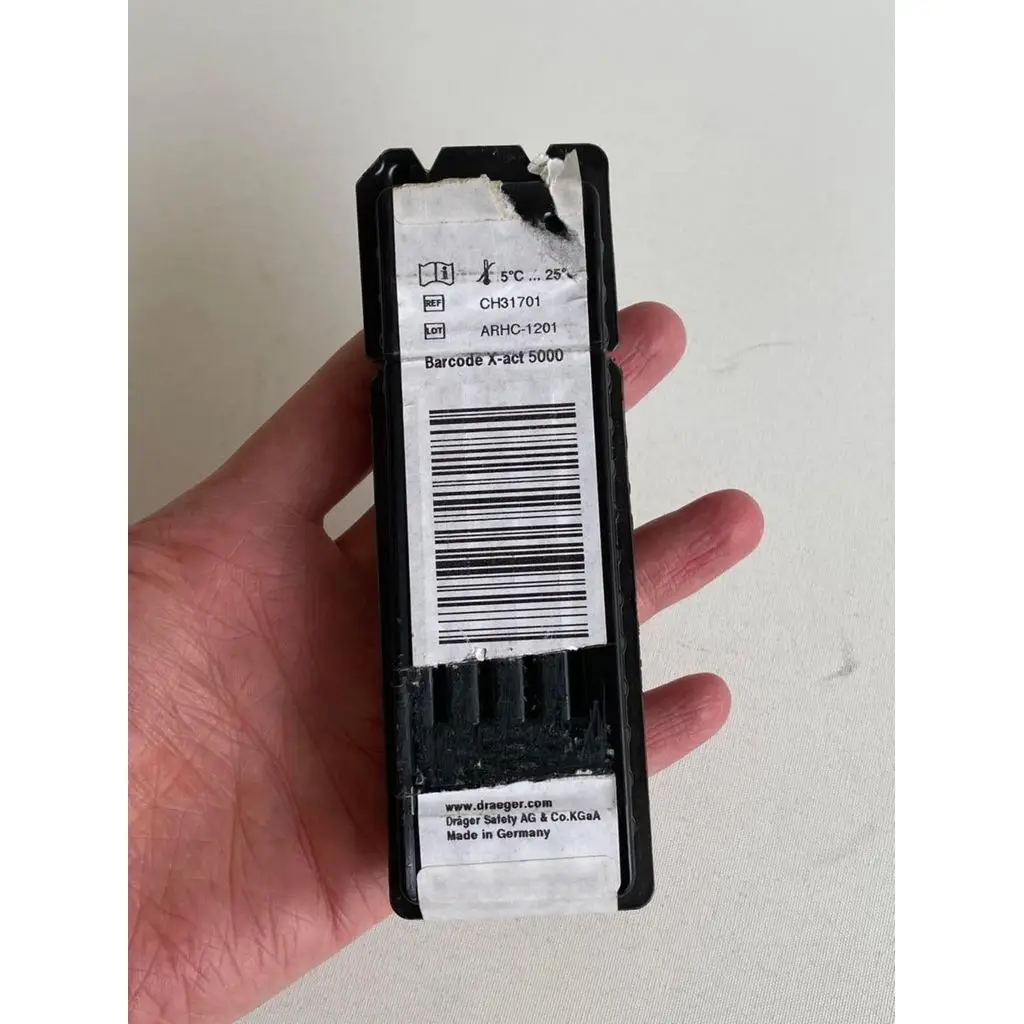 5°C ... 25°
REF CH31701
LOT ARHC-1201
Barcode X-act 5000
www.draeger.com
Dräger Safety AG & Co.KGaA
Made in Germany